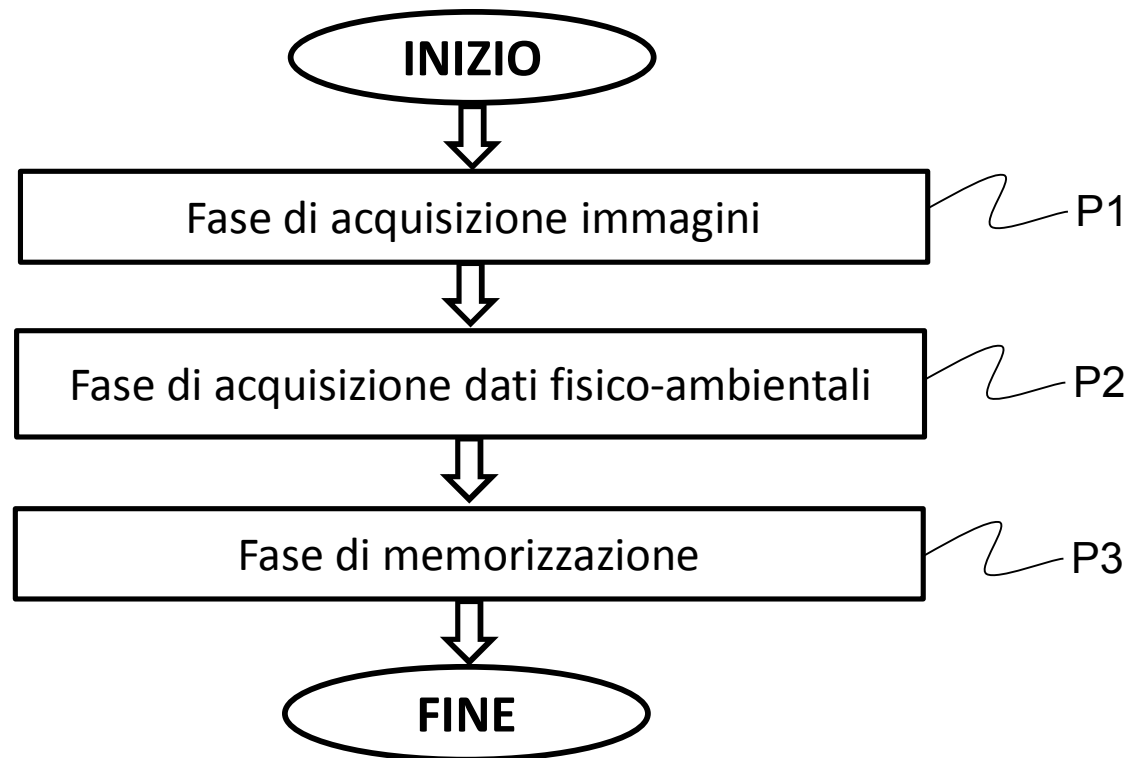 INIZIO
Fase di acquisizione immagini
P1
Fase di acquisizione dati fisico-ambientali
P2
Fase di memorizzazione
P3
FINE